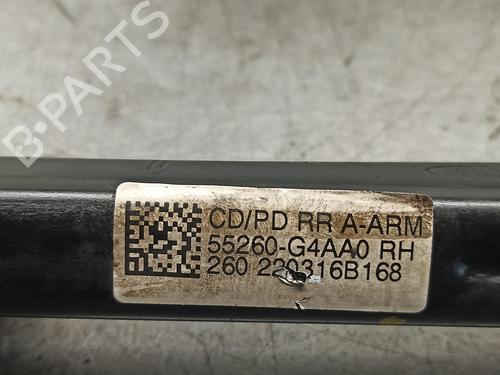 B-PARTS
CD/PD RR A-ARM
55260-G4AA0 RH
260 220316B168